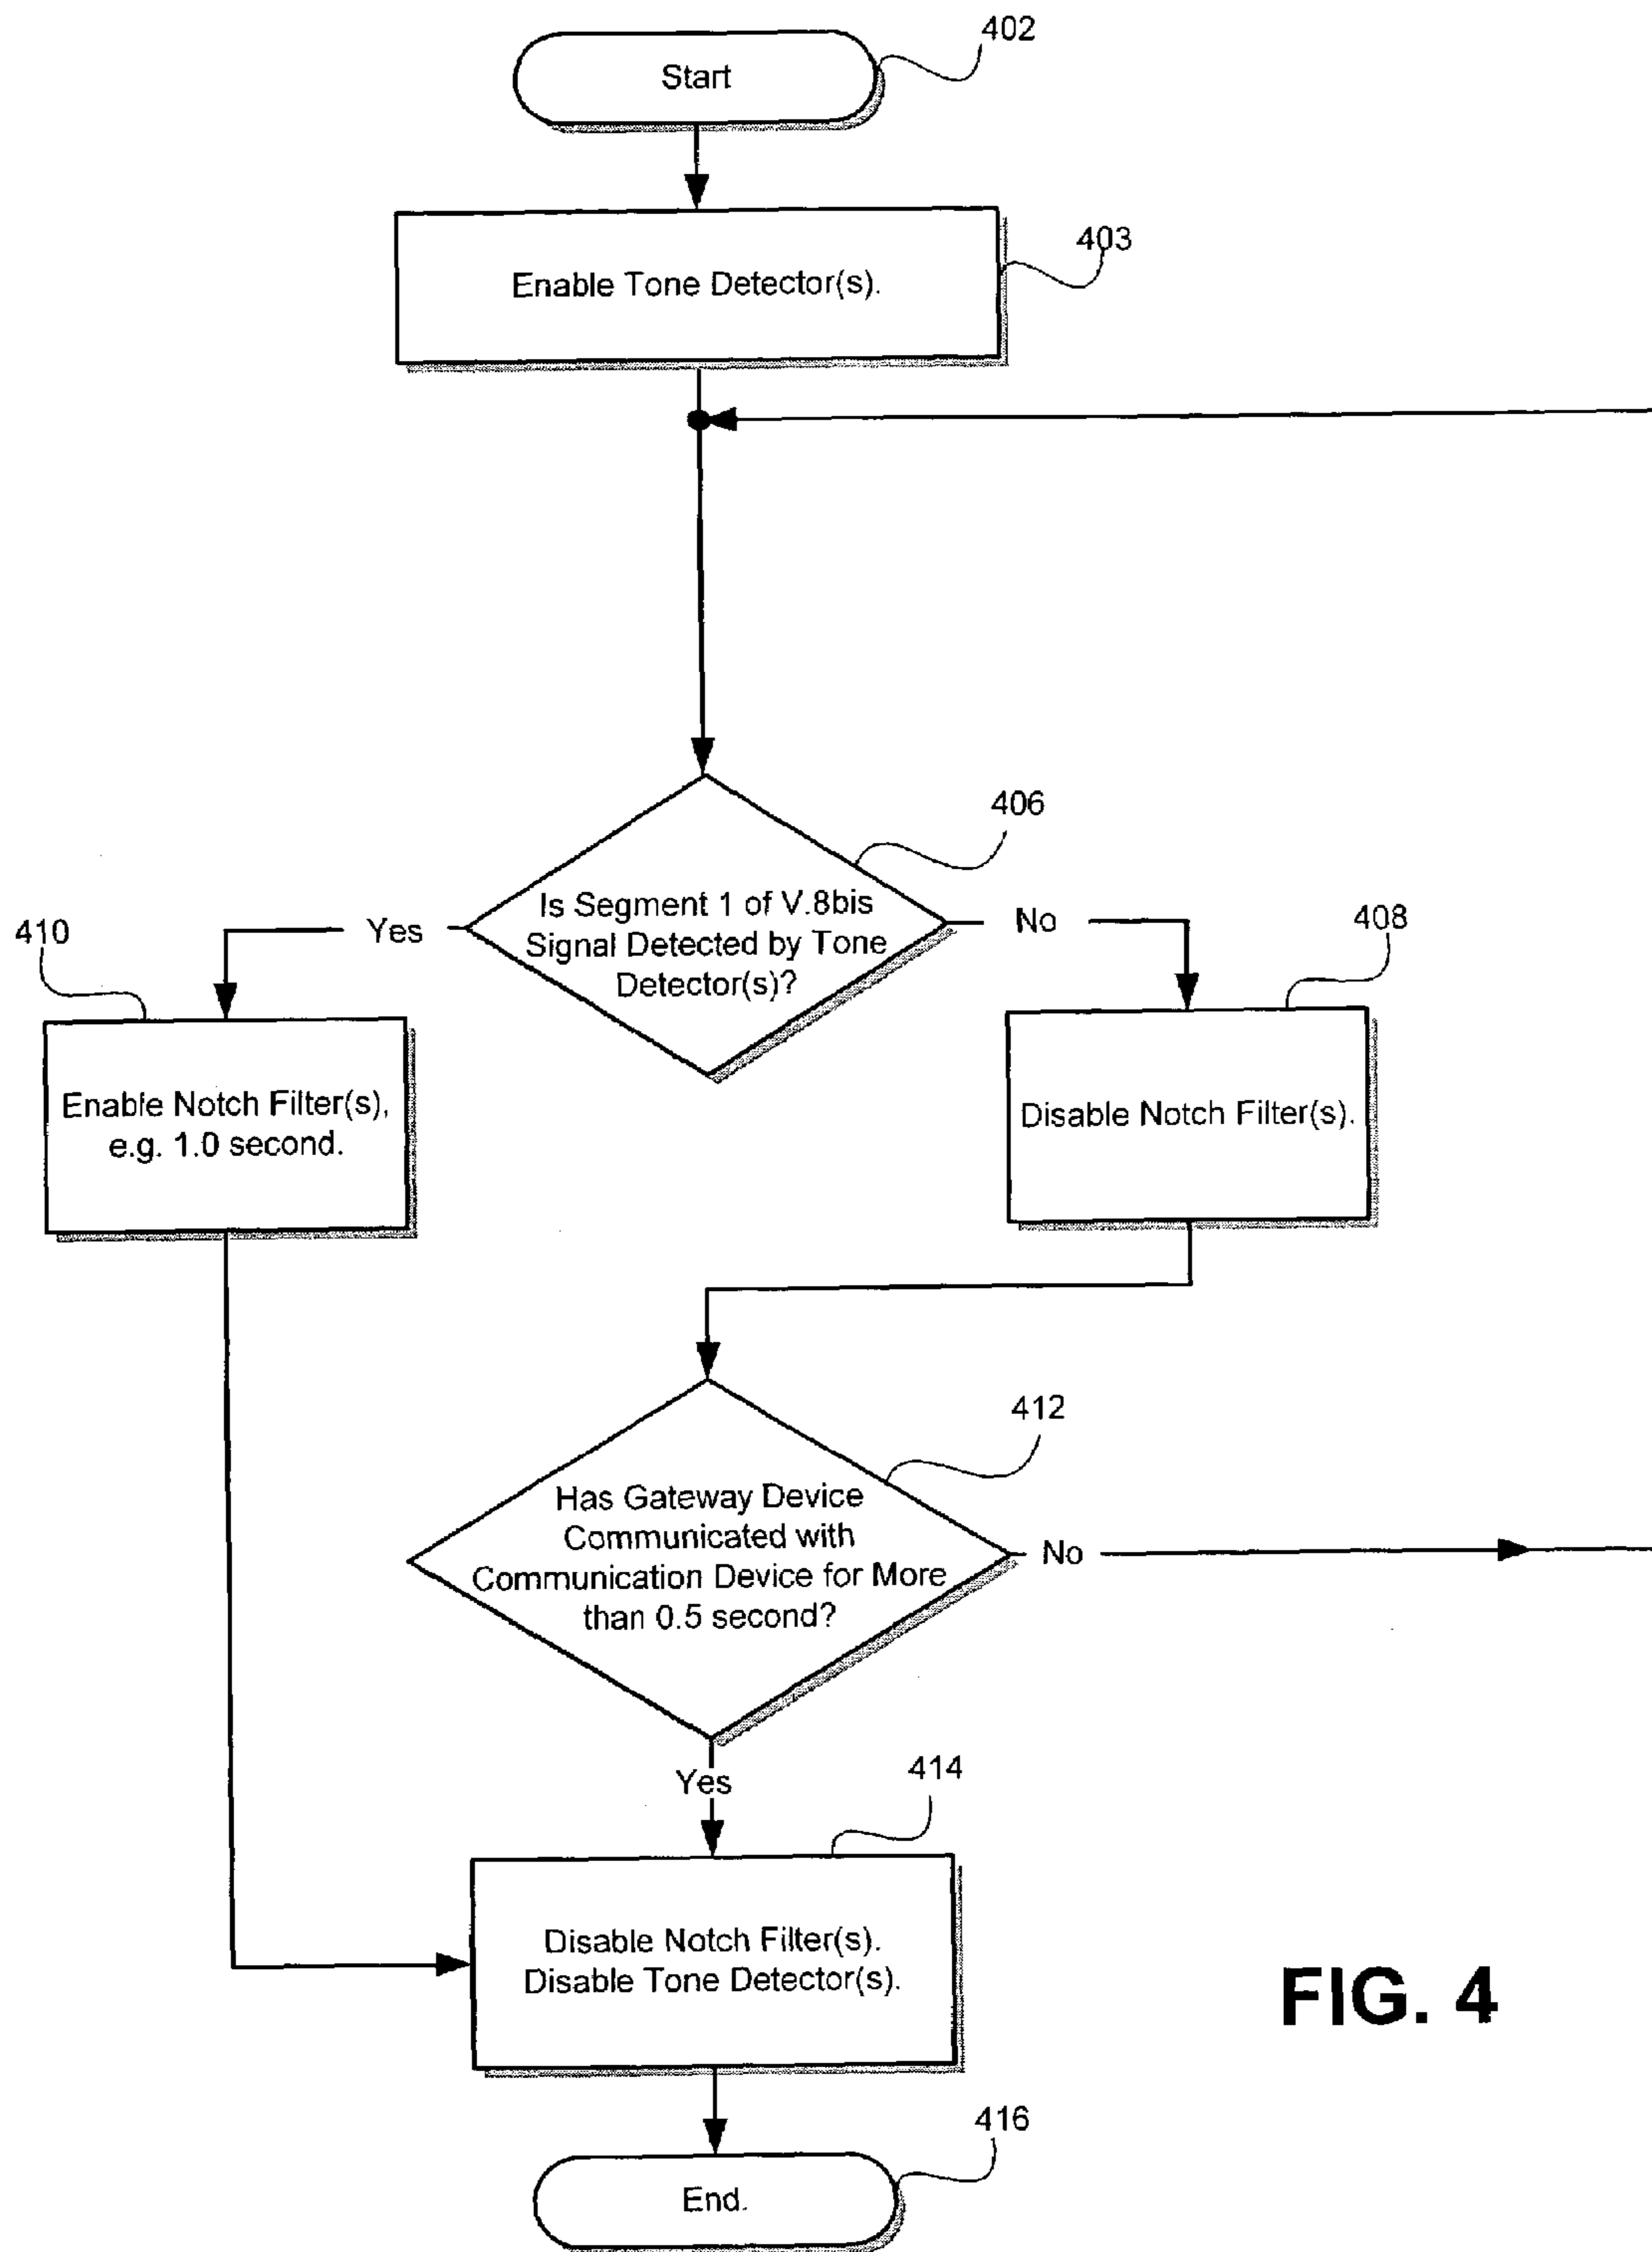 402
Start
403
Enable Tone Detector(s).
406
Is Segment 1 of V.8bis
Signal Detected by Tone
Detector(s)?
Yes
No
410
408
Enable Notch Filter(s),
e.g. 1.0 second.
Disable Notch Filter(s).
412
Has Gateway Device
Communicated with
Communication Device for More
than 0.5 second?
No
Yes
414
Disable Notch Filter(s).
Disable Tone Detector(s).
FIG. 4
416
End.